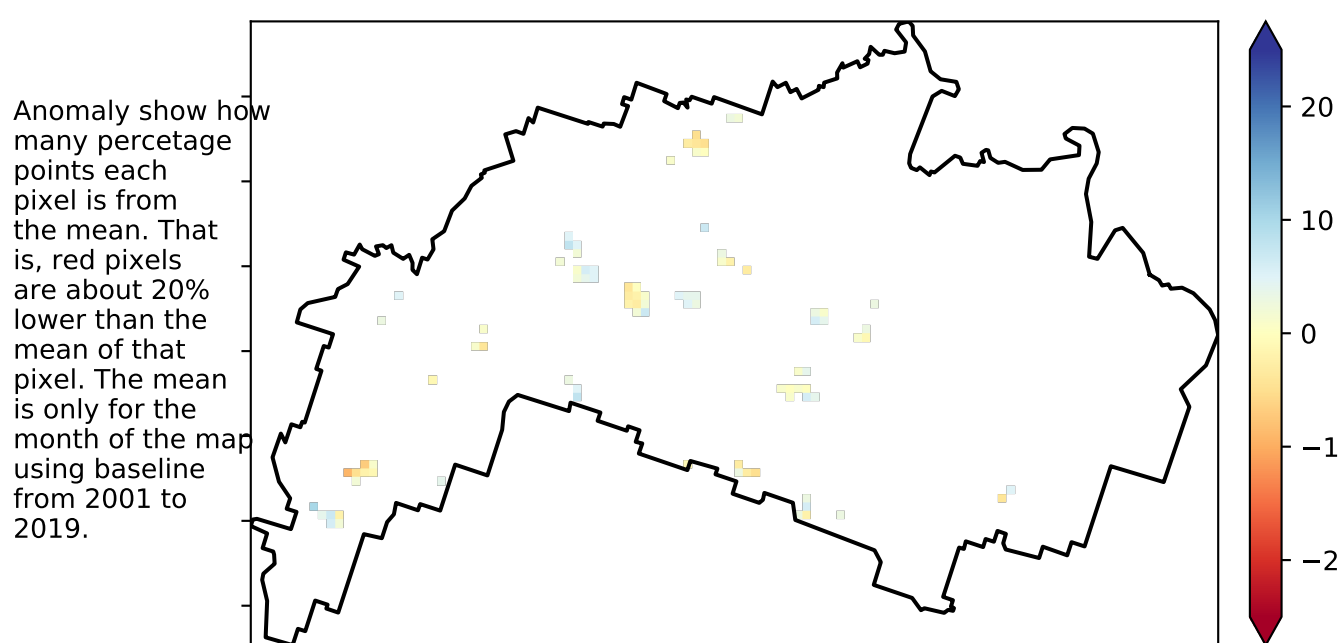 Anomaly show how
many percetage
points each
pixel is from
the mean. That
is, red pixels
are about 20%
lower than the
mean of that
pixel. The mean
is only for the
month of the map
using baseline
from 2001 to
2019.
20
10
0
−1
−2